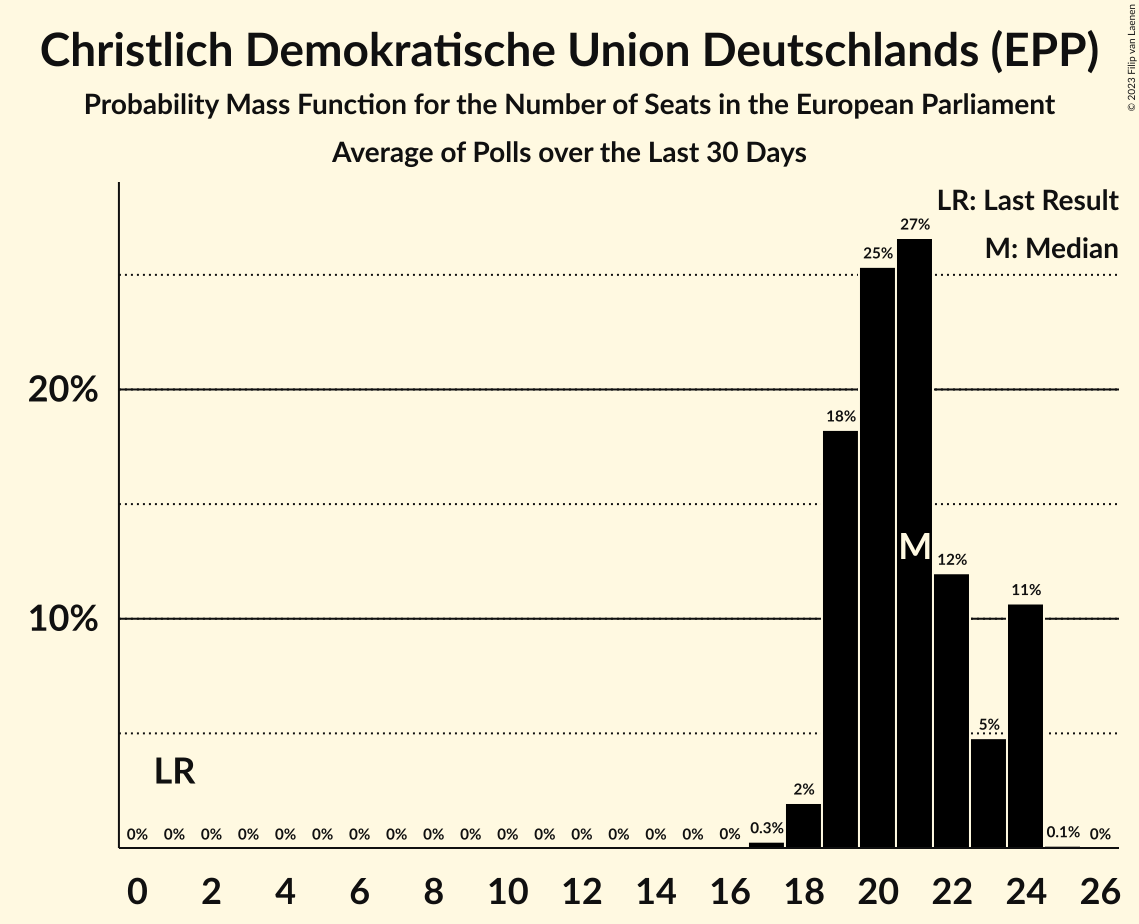 Christlich Demokratische Union Deutschlands (EPP)
Probability Mass Function for the Number of Seats in the European Parliament
Average of Polls over the Last 30 Days
© 2023 Filip van Laenen
LR: Last Result
M: Median
27%
25%
20%
18%
M
12%
11%
10%
5%
LR
2%
0% 0% 0% 0% 0% 0% 0% 0% 0% 0% 0% 0% 0% 0% 0% 0% 0% 0.3% 0.1% 0%
0 2 4 6 8 10 12 14 16 18 20 22 24 26